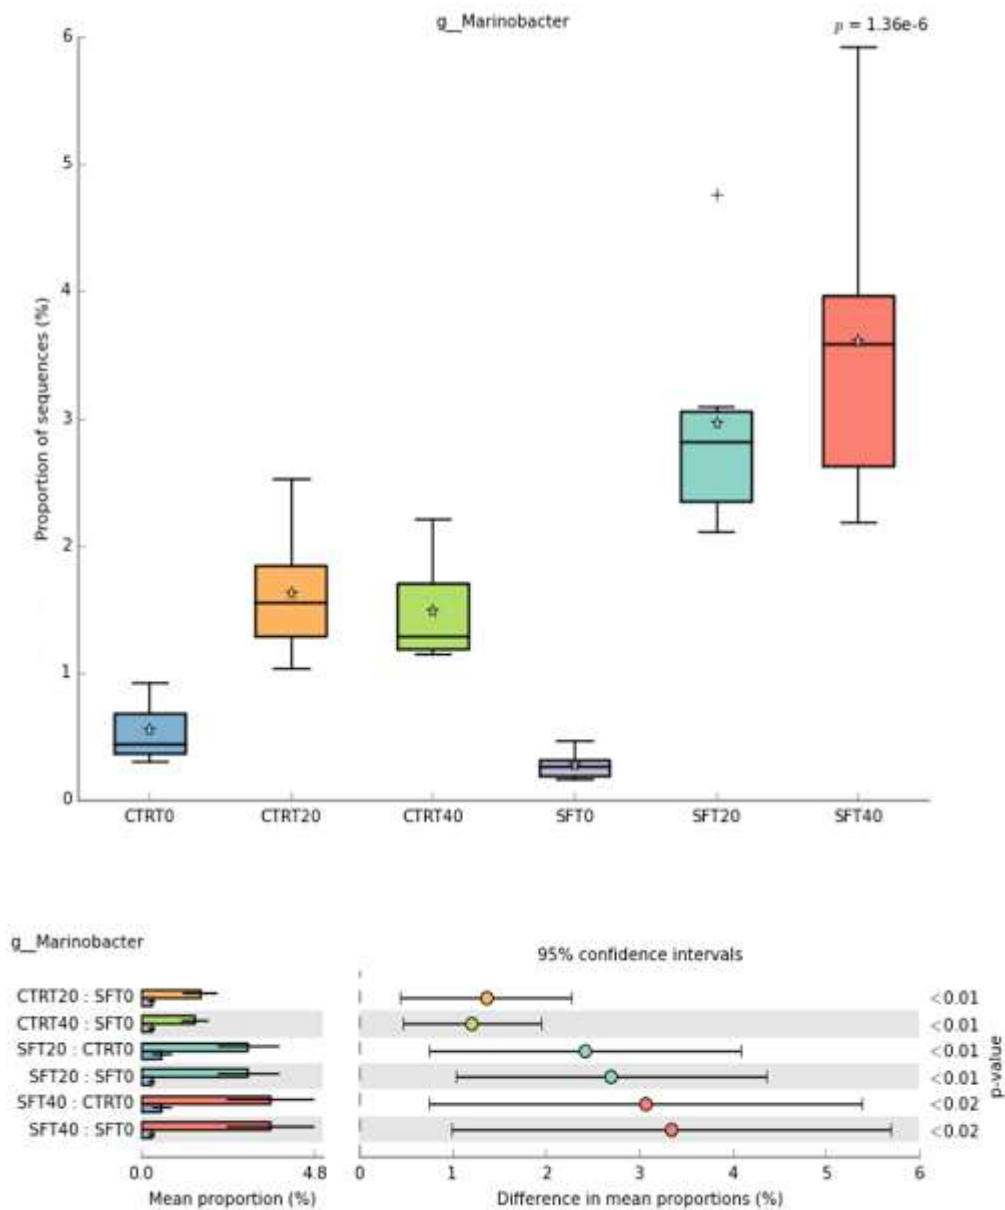 g__Marinobacter
p = 1.36e-6
6
5
4
3
2
1
0
Proportion of sequences (%)
CTRT0
CTRT20
CTRT40
SFT0
SFT20
SFT40
g__Marinobacter
95% confidence intervals
CTRT20 : SFT0
<0.01
CTRT40 : SFT0
<0.01
SFT20 : CTRT0
<0.01
SFT20 : SFT0
<0.01
SFT40 : CTRT0
<0.02
SFT40 : SFT0
<0.02
p-value
0.0 4.8
0 1 2 3 4 5 6
Mean proportion (%)
Difference in mean proportions (%)